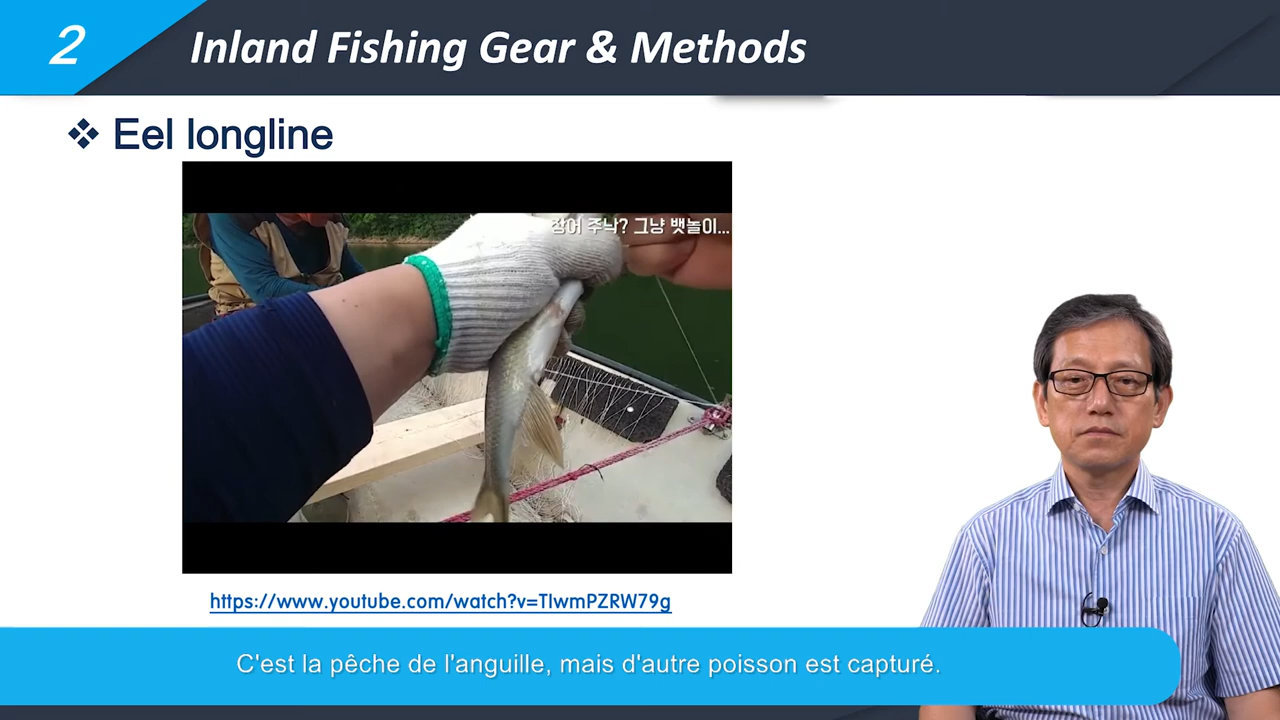 2
Inland Fishing Gear & Methods
Eel longline
장어 주낙? 그냥 뱃놀이...
https://www.youtube.com/watch?v=TlwmPZRW79g
C'est la pêche de l'anguille, mais d'autre poisson est capturé.